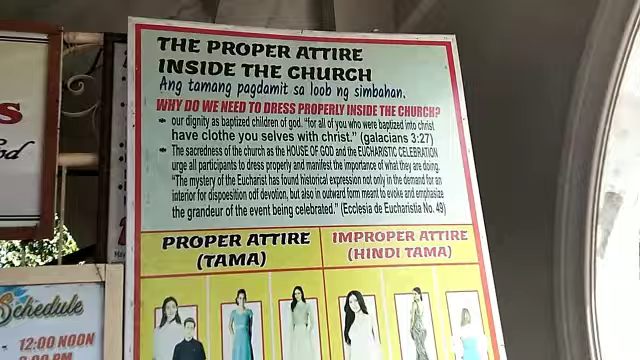 THE PROPER ATTIRE
INSIDE THE CHURCH
Ang tamang pagdamit sa loob ng simbahan.
WHY DO WE NEED TO DRESS PROPERLY INSIDE THE CHURCH?
our dignity as baptized children of god. "for all of you who were baptized into christ
have clothe you selves with christ." (galacians 3:27)
The sacredness of the church as the HOUSE OF GOD and the EUCHARISTIC CELEBRATION
urge all participants to dress properly and manifest the importance of what they are doing.
"The mystery of the Eucharist has found historical expression not only in the demand for an
interior for dispoesition odf devotion, but also in outward form meant to evoke and emphasize
the grandeur of the event being celebrated." (Ecclesia de Eucharistia No. 49)
PROPER ATTIRE
(TAMA)
IMPROPER ATTIRE
(HINDI TAMA)
Schedule
12:00 NOON